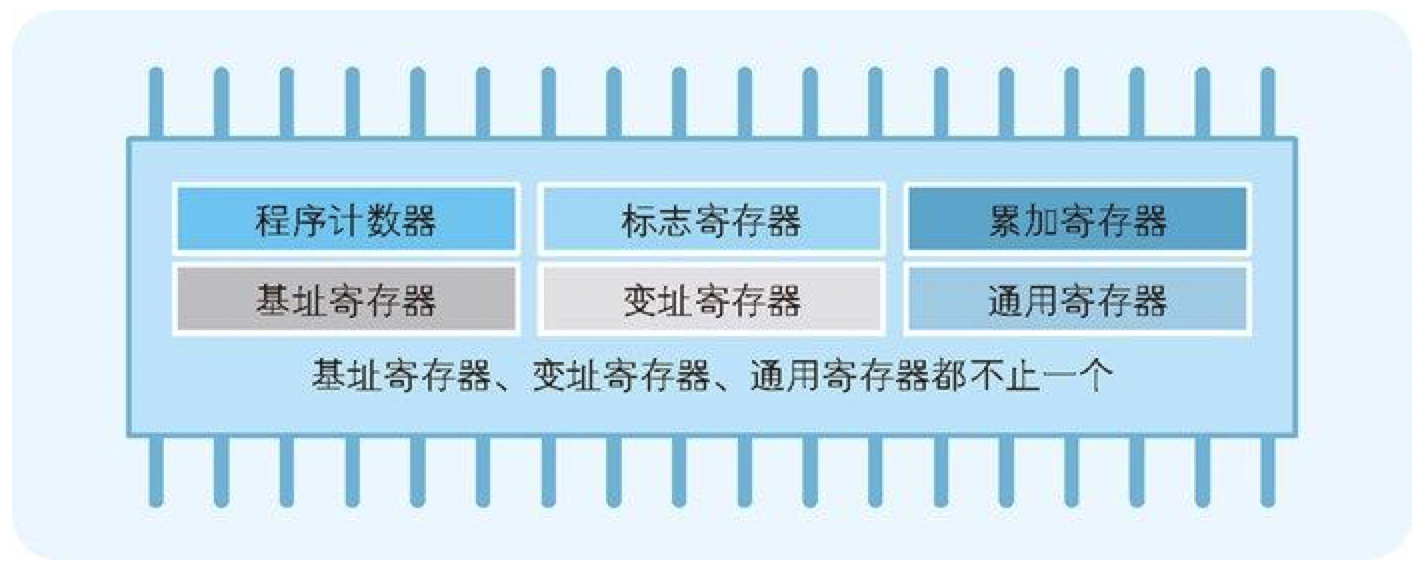 程序计数器 标志寄存器 累加寄存器
基址寄存器 变址寄存器 通用寄存器
基址寄存器、变址寄存器、通用寄存器都不止一个